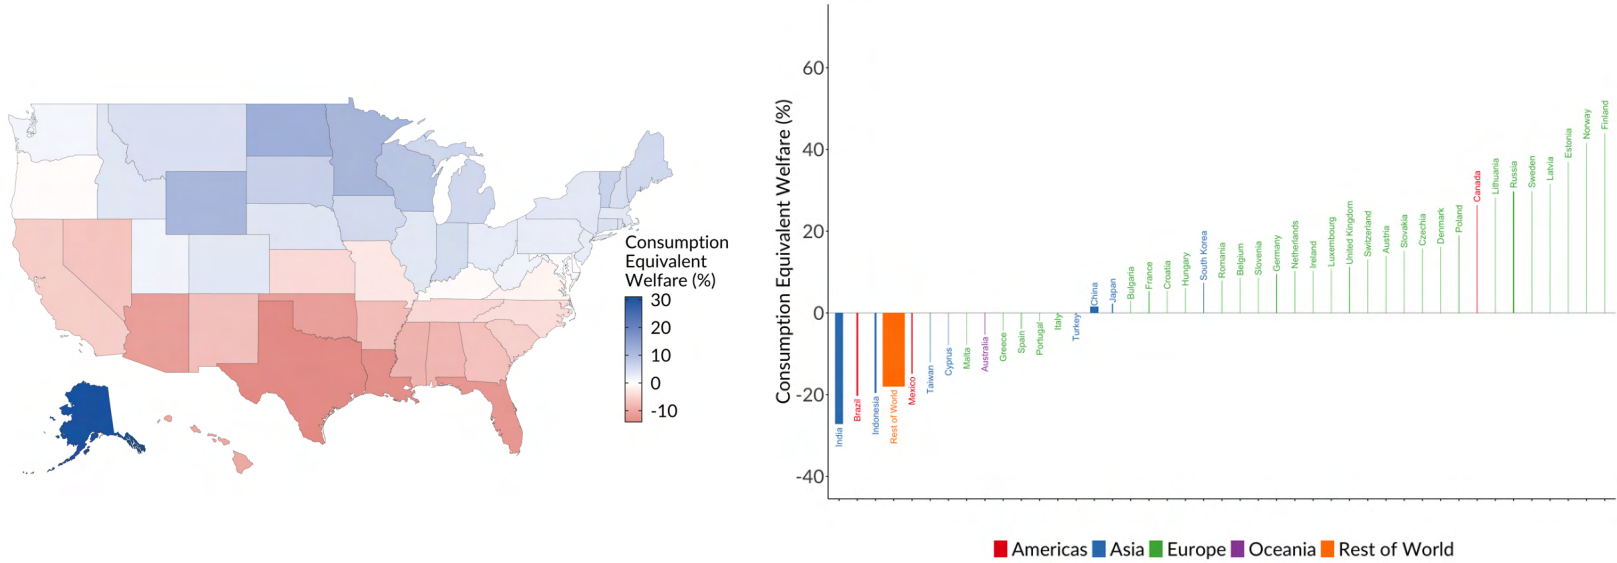 Consumption
Equivalent
Welfare (%)
30
20
10
0
-10
Consumption Equivalent Welfare (%)
60
40
20
0
-20
-40
India
Brazil
Indonesia
Rest of World
Mexico
Taiwan
Cyprus
Malta
Australia
Greece
Spain
Portugal
Italy
Turkey
China
Japan
Bulgaria
France
Croatia
Hungary
South Korea
Romania
Belgium
Slovenia
Germany
Netherlands
Ireland
Luxembourg
United Kingdom
Switzerland
Austria
Slovakia
Czechia
Denmark
Poland
Canada
Lithuania
Russia
Sweden
Latvia
Estonia
Norway
Finland
Americas Asia Europe Oceania Rest of World